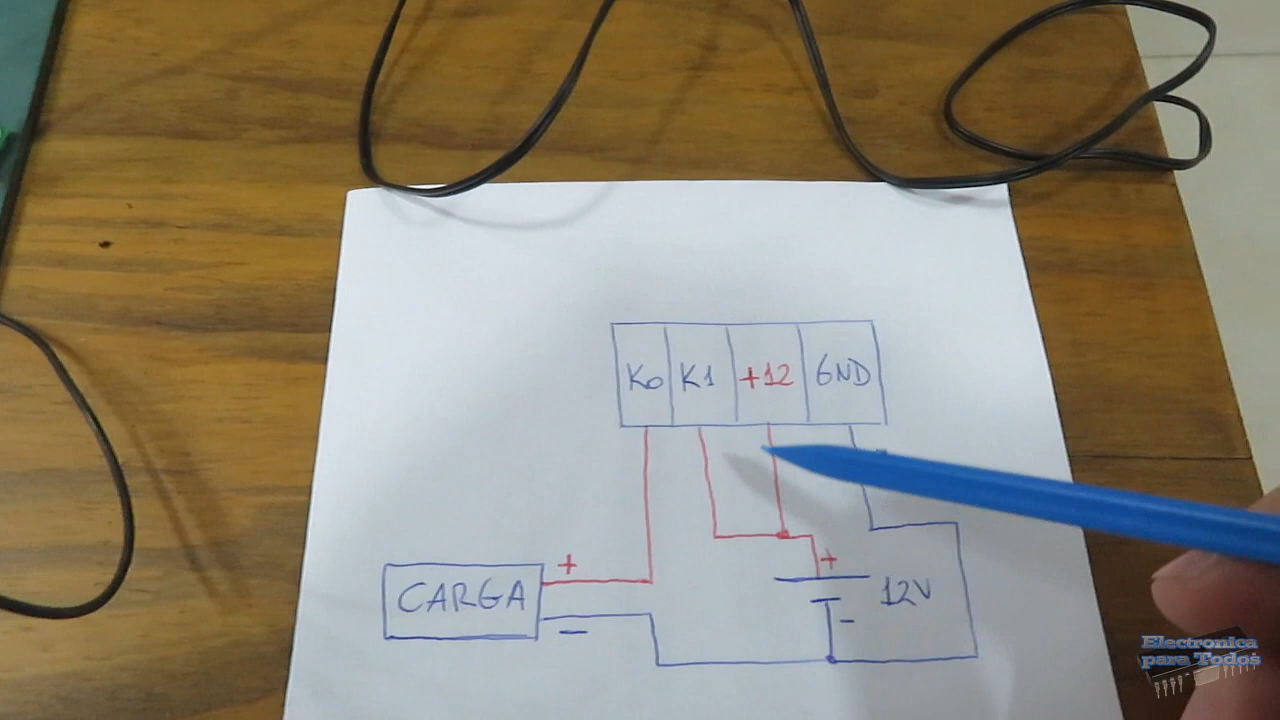 K0 K1 +12 GND
+
CARGA
-
+
12V
-
Electronica
para Todos